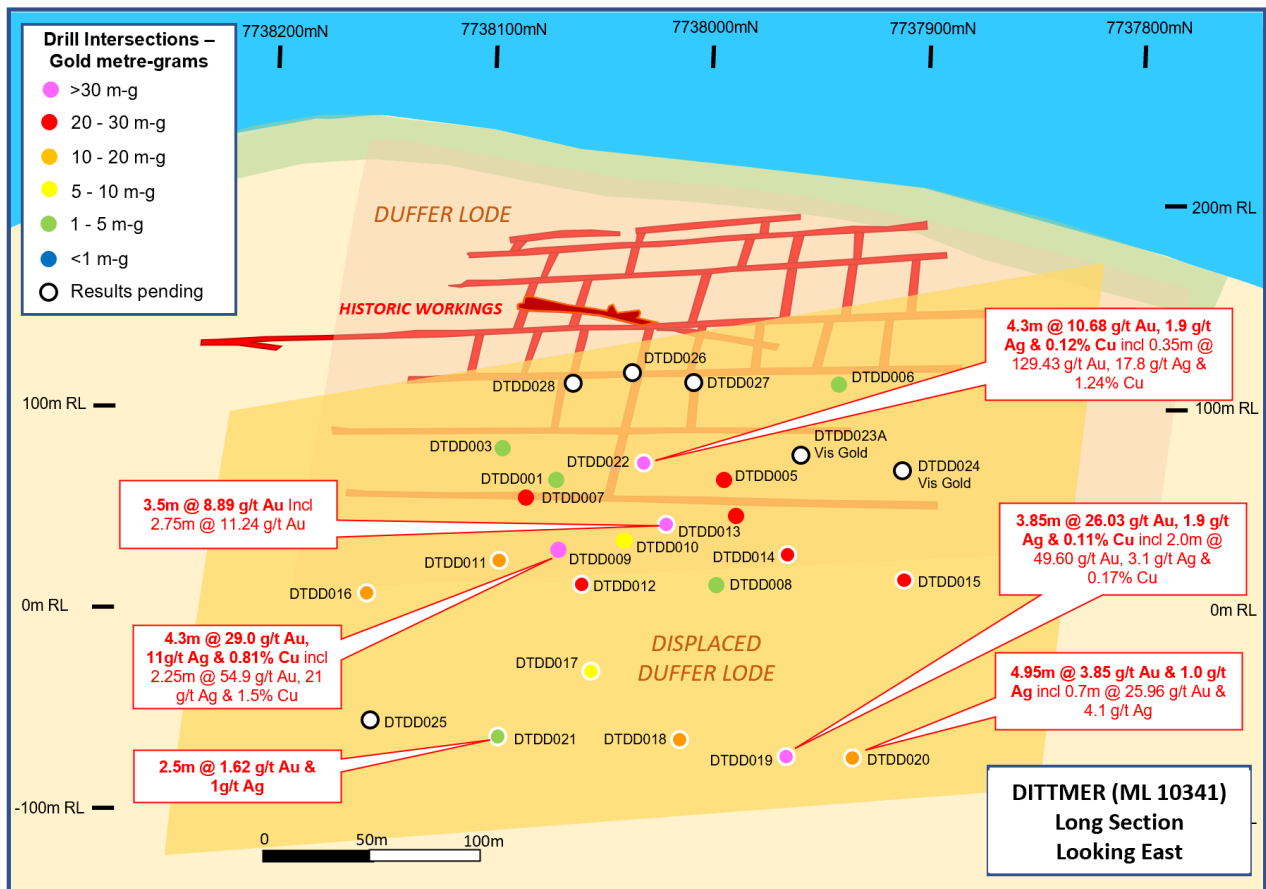 7738200mN
7738100mN
7738000mN
7737900mN
7737800mN
Drill Intersections –
Gold metre-grams
>30 m-g
20 - 30 m-g
10 - 20 m-g
5 - 10 m-g
1 - 5 m-g
<1 m-g
Results pending
200m RL
DUFFER LODE
HISTORIC WORKINGS
4.3m @ 10.68 g/t Au, 1.9 g/t
Ag & 0.12% Cu incl 0.35m @
129.43 g/t Au, 17.8 g/t Ag &
1.24% Cu
DTDD026
DTDD028
DTDD027
DTDD006
100m RL
100m RL
DTDD003
DTDD022
DTDD023A
Vis Gold
DTDD024
Vis Gold
DTDD001
DTDD005
DTDD007
3.5m @ 8.89 g/t Au Incl
2.75m @ 11.24 g/t Au
DTDD013
DTDD010
DTDD014
DTDD009
DTDD011
DTDD012
DTDD008
DTDD015
DTDD016
3.85m @ 26.03 g/t Au, 1.9 g/t
Ag & 0.11% Cu incl 2.0m @
49.60 g/t Au, 3.1 g/t Ag &
0.17% Cu
0m RL
0m RL
4.3m @ 29.0 g/t Au,
11g/t Ag & 0.81% Cu incl
2.25m @ 54.9 g/t Au, 21
g/t Ag & 1.5% Cu
DISPLACED
DUFFER LODE
DTDD017
4.95m @ 3.85 g/t Au & 1.0 g/t
Ag incl 0.7m @ 25.96 g/t Au &
4.1 g/t Ag
DTDD025
DTDD021
DTDD018
DTDD019
DTDD020
2.5m @ 1.62 g/t Au &
1g/t Ag
-100m RL
0
50m
100m
DITTMER (ML 10341)
Long Section
Looking East